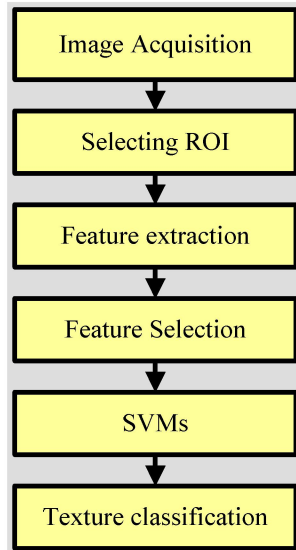 Image Acquisition
Selecting ROI
Feature extraction
Feature Selection
SVMs
Texture classification